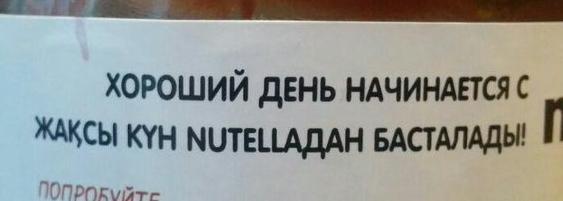 ХОРОШИЙ ДЕНЬ НАЧИНАЕТСЯ С
ЖАҚСЫ КҮН NUTELLAДАН БАСТАЛАДЫ!
ПОПРОБУЙТЕ